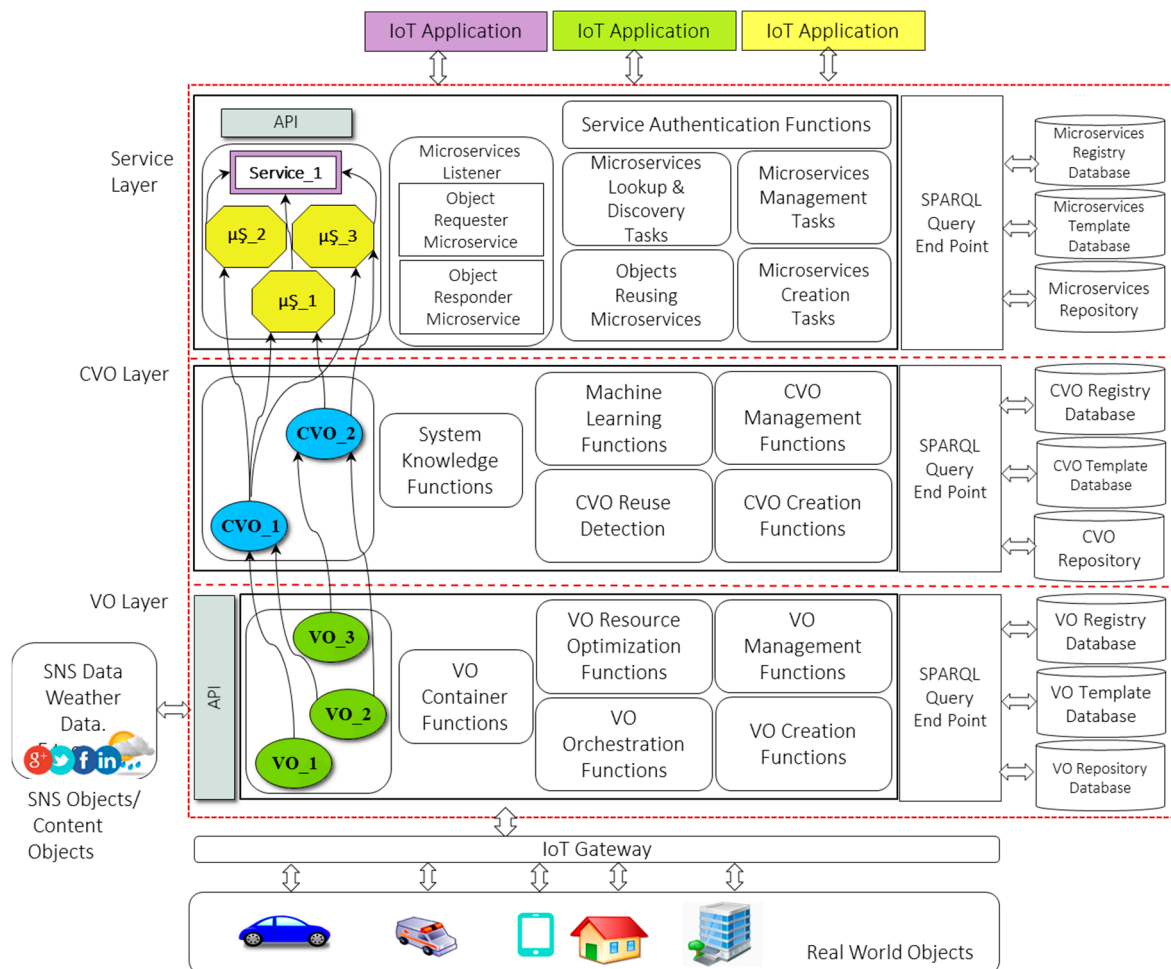 IoT Application
IoT Application
IoT Application
Service
Layer
API
Service_1
µŞ_2
µŞ_3
µŞ_1
Microservices
Listener
Object
Requester
Microservice
Object
Responder
Microservice
Service Authentication Functions
Microservices
Lookup &
Discovery
Tasks
Microservices
Management
Tasks
Objects
Reusing
Microservices
Microservices
Creation
Tasks
SPARQL
Query
End Point
Microservices
Registry
Database
Microservices
Template
Database
Microservices
Repository
CVO Layer
CVO_2
CVO_1
System
Knowledge
Functions
Machine
Learning
Functions
CVO
Management
Functions
CVO Reuse
Detection
CVO Creation
Functions
SPARQL
Query
End Point
CVO Registry
Database
CVO Template
Database
CVO
Repository
VO Layer
API
VO_3
VO_2
VO_1
VO
Container
Functions
VO Resource
Optimization
Functions
VO
Management
Functions
VO
Orchestration
Functions
VO Creation
Functions
SPARQL
Query
End Point
VO Registry
Database
VO Template
Database
VO Repository
Database
SNS Data
Weather
Data.
g+
f
in
SNS Objects/
Content
Objects
IoT Gateway
Real World Objects